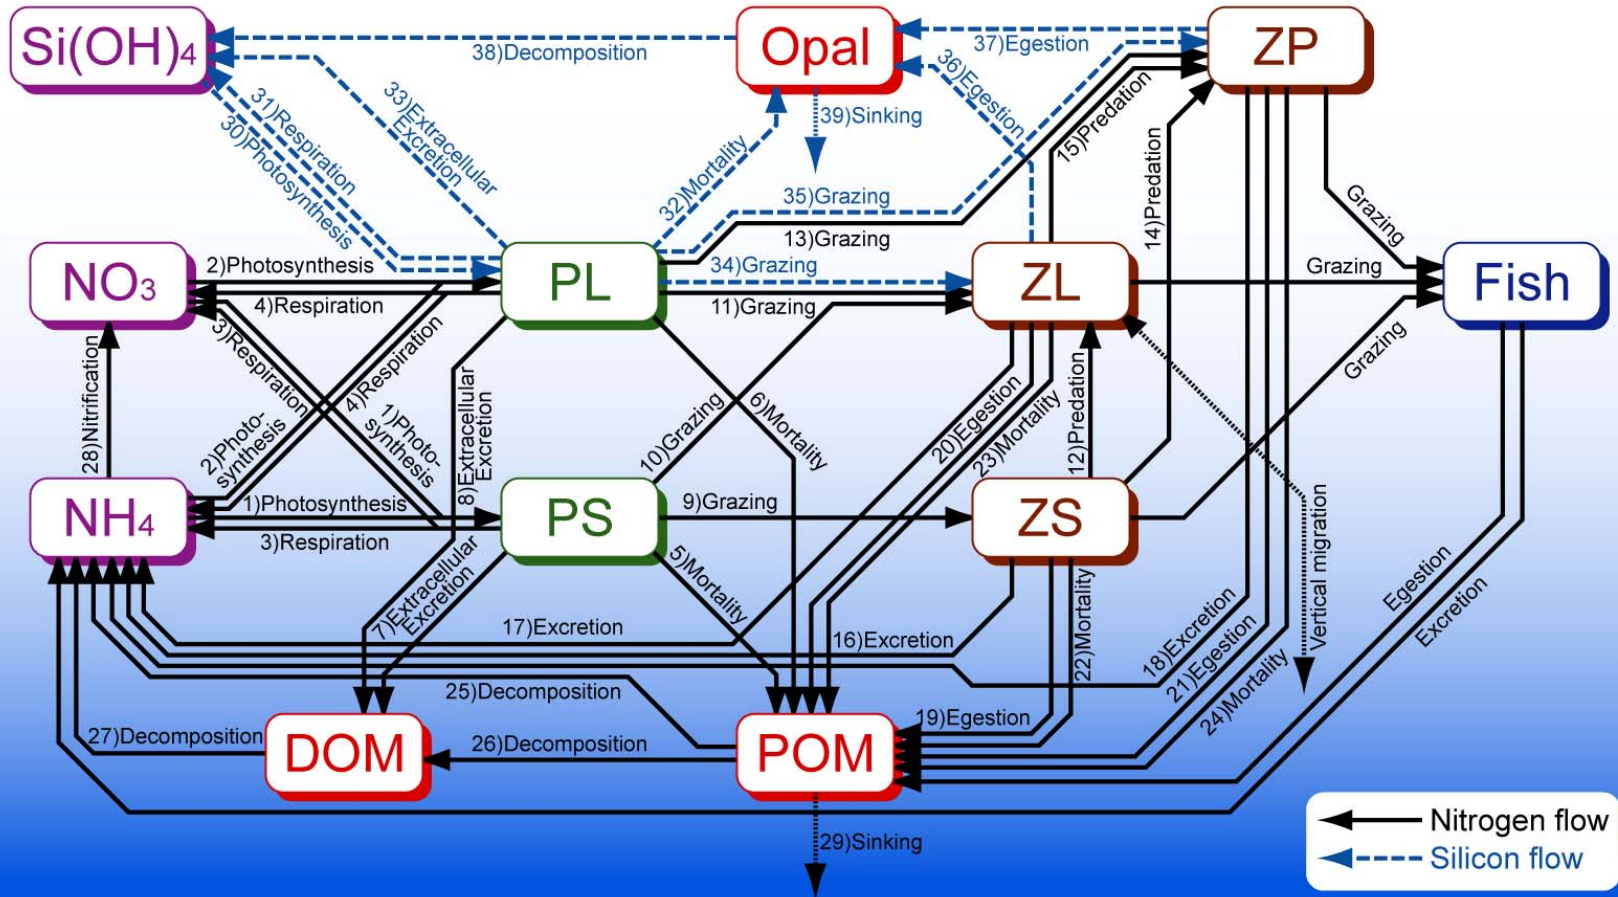 Si(OH)4
Opal
ZP
38)Decomposition
37)Egestion
36)Egestion
39)Sinking
31)Respiration
30)Photosynthesis
33)Extracellular
Excretion
32)Mortality
35)Grazing
13)Grazing
15)Predation
14)Predation
Grazing
NO3
2)Photosynthesis
4)Respiration
PL
34)Grazing
11)Grazing
ZL
Grazing
Fish
3)Respiration
4)Respiration
28)Nitrification
2)Photo-
synthesis
1)Photo-
synthesis
8)Extracellular
Excretion
10)Grazing
6)Mortality
20)Egestion
23)Mortality
12)Predation
Grazing
NH4
1)Photosynthesis
3)Respiration
PS
9)Grazing
ZS
Vertical migration
7)Extracellular
Excretion
5)Mortality
22)Mortality
Egestion
Excretion
17)Excretion
16)Excretion
18)Excretion
21)Egestion
24)Mortality
25)Decomposition
19)Egestion
27)Decomposition
DOM
26)Decomposition
POM
29)Sinking
Nitrogen flow
Silicon flow